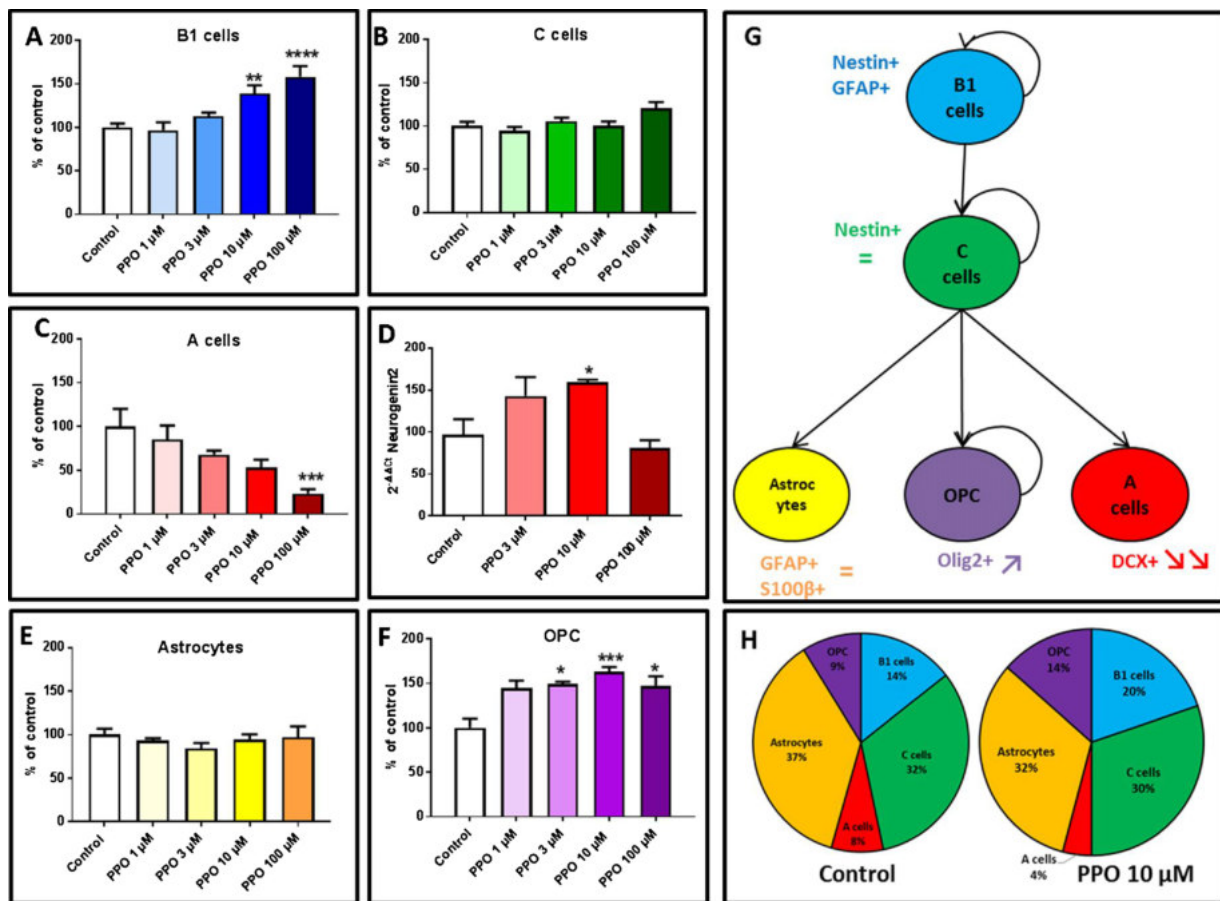 A
B1 cells
% of control
200
150
100
50
0
**
****
Control
PPO 1 µM
PPO 3 µM
PPO 10 µM
PPO 100 µM
B
C cells
% of control
200
150
100
50
0
Control
PPO 1 µM
PPO 3 µM
PPO 10 µM
PPO 100 µM
C
A cells
% of control
200
150
100
50
0
***
Control
PPO 1 µM
PPO 3 µM
PPO 10 µM
PPO 100 µM
D
2-ΔΔCt Neurogenin2
200
150
100
50
0
*
Control
PPO 3 µM
PPO 10 µM
PPO 100 µM
E
Astrocytes
% of control
200
150
100
50
0
Control
PPO 1 µM
PPO 3 µM
PPO 10 µM
PPO 100 µM
F
OPC
% of control
200
150
100
50
0
*
***
*
Control
PPO 1 µM
PPO 3 µM
PPO 10 µM
PPO 100 µM
G
Nestin+
GFAP+
B1
cells
Nestin+
=
C
cells
Astroc
ytes
OPC
A
cells
GFAP+
S100β+
=
Olig2+ ↗
DCX+ ↘↘
H
OPC
9%
B1 cells
14%
Astrocytes
37%
C cells
32%
A cells
8%
Control
OPC
14%
B1 cells
20%
Astrocytes
32%
C cells
30%
A cells
4%
PPO 10 µM